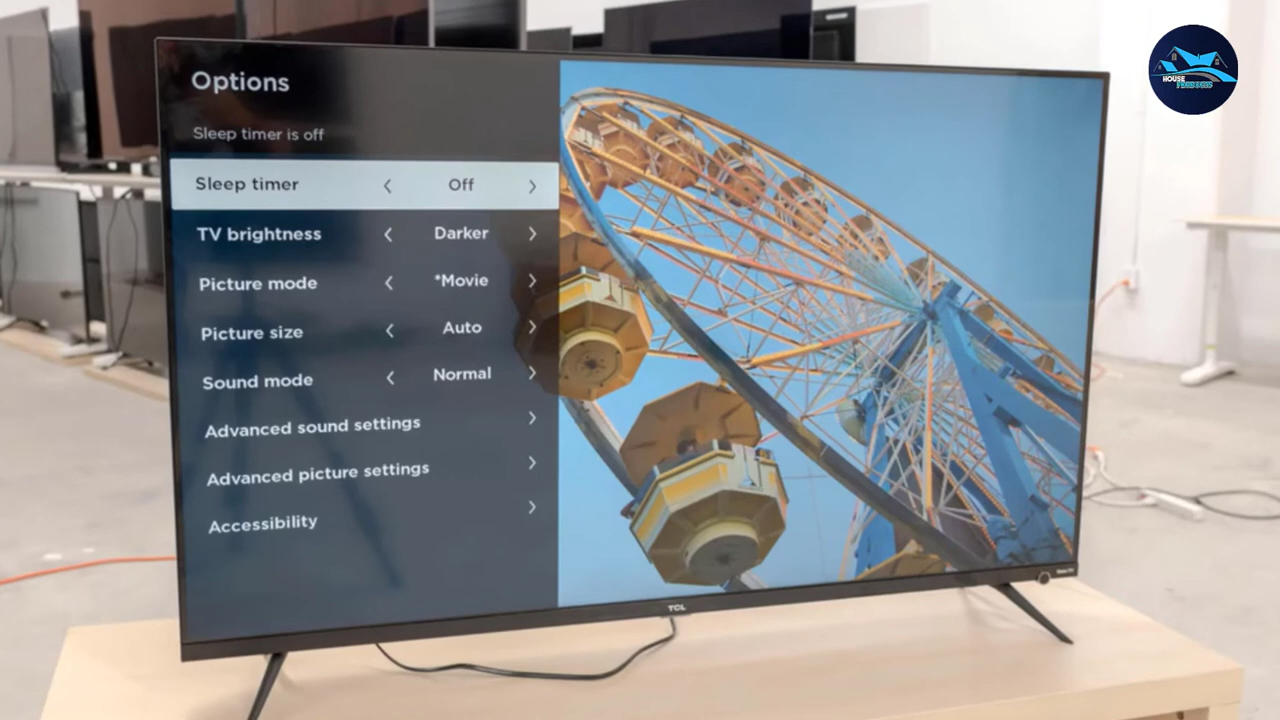 Options
Sleep timer is off
Sleep timer < Off >
TV brightness < Darker >
Picture mode < *Movie >
Picture size < Auto >
Sound mode < Normal >
Advanced sound settings >
Advanced picture settings >
Accessibility >
TCL
HOUSE